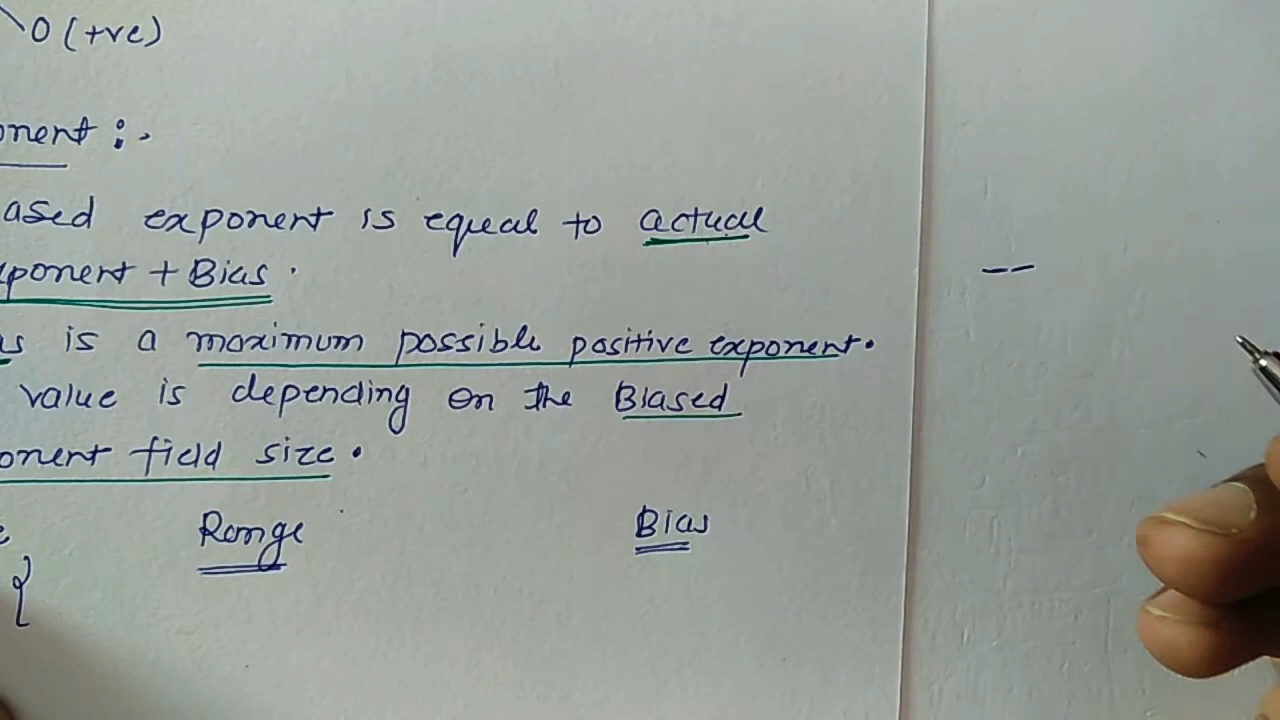 0 (+ve)
onent :-
ased exponent is equal to actual
ponent + Bias.
is a maximum possible positive exponent.
value is depending on the Biased
onent field size.
Range Bias
{
--